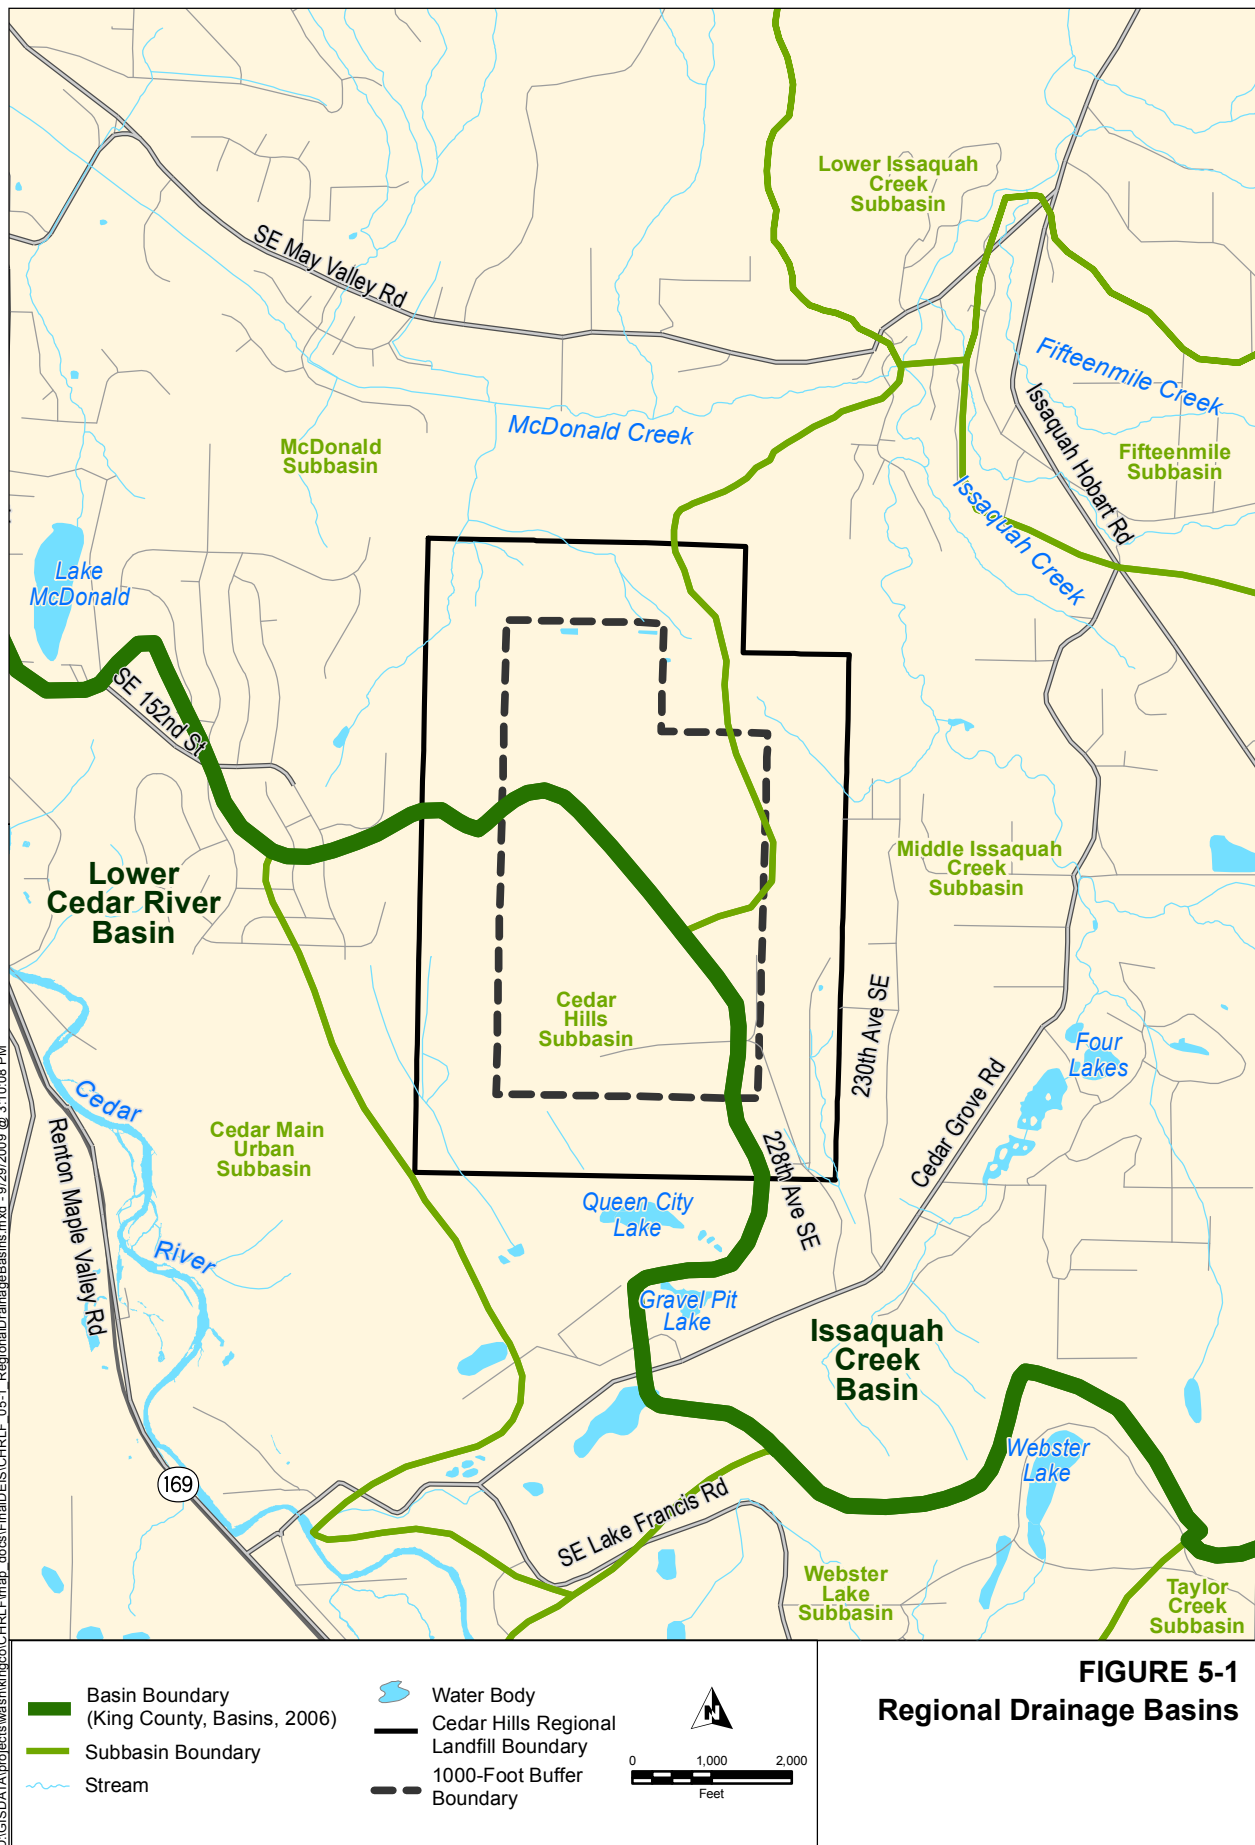 Lower Issaquah
Creek
Subbasin
SE May Valley Rd
Fifteenmile Creek
McDonald Creek
Issaquah Hobart Rd
McDonald
Subbasin
Fifteenmile
Subbasin
Issaquah Creek
Lake
McDonald
SE 152nd St
Middle Issaquah
Creek
Subbasin
Lower
Cedar River
Basin
Cedar
Hills
Subbasin
230th Ave SE
Four
Lakes
Cedar Grove Rd
Cedar
River
Renton Maple Valley Rd
Cedar Main
Urban
Subbasin
228th Ave SE
Queen City
Lake
Gravel Pit
Lake
Issaquah
Creek
Basin
Webster
Lake
169
SE Lake Francis Rd
Webster
Lake
Subbasin
Taylor
Creek
Subbasin
FIGURE 5-1
Regional Drainage Basins
Basin Boundary
(King County, Basins, 2006)
Subbasin Boundary
Stream
Water Body
Cedar Hills Regional
Landfill Boundary
1000-Foot Buffer
Boundary
N
0 1,000 2,000
Feet